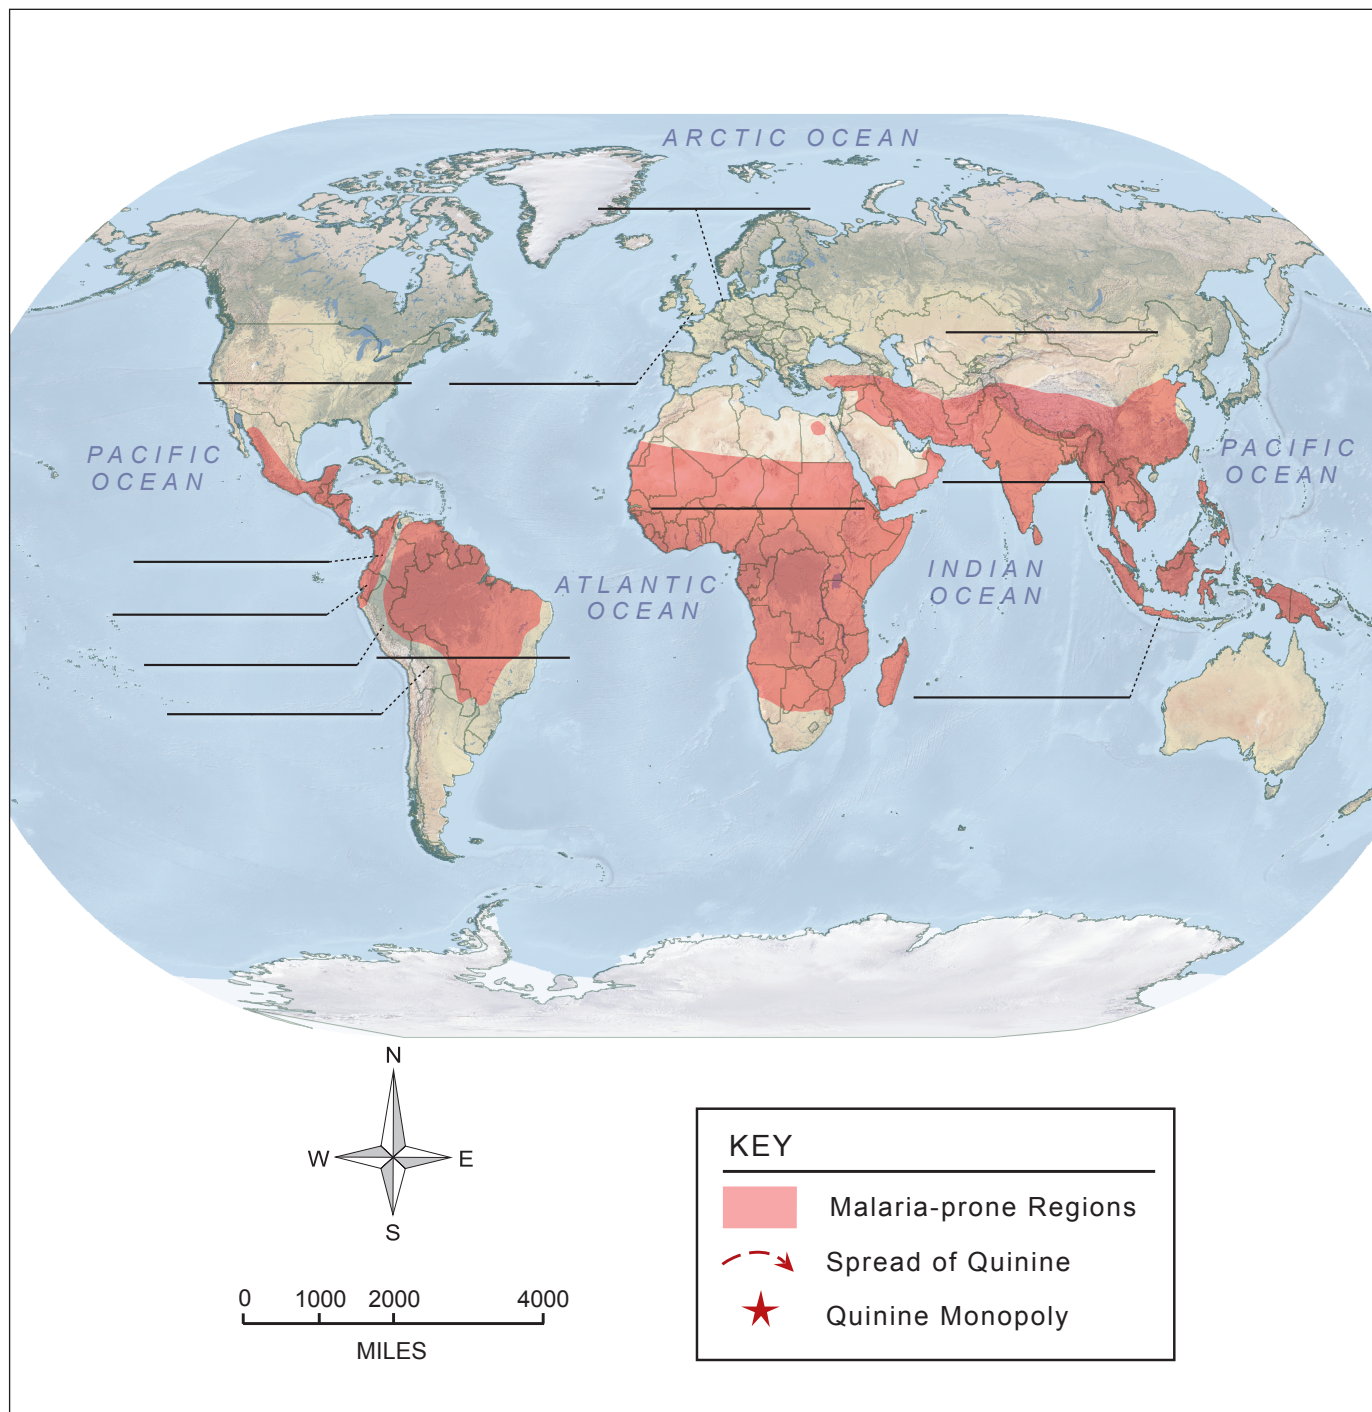 ARCTIC OCEAN
PACIFIC
OCEAN
PACIFIC
OCEAN
ATLANTIC
OCEAN
INDIAN
OCEAN
N
W
E
S
0 1000 2000 4000
MILES
KEY
Malaria-prone Regions
Spread of Quinine
Quinine Monopoly